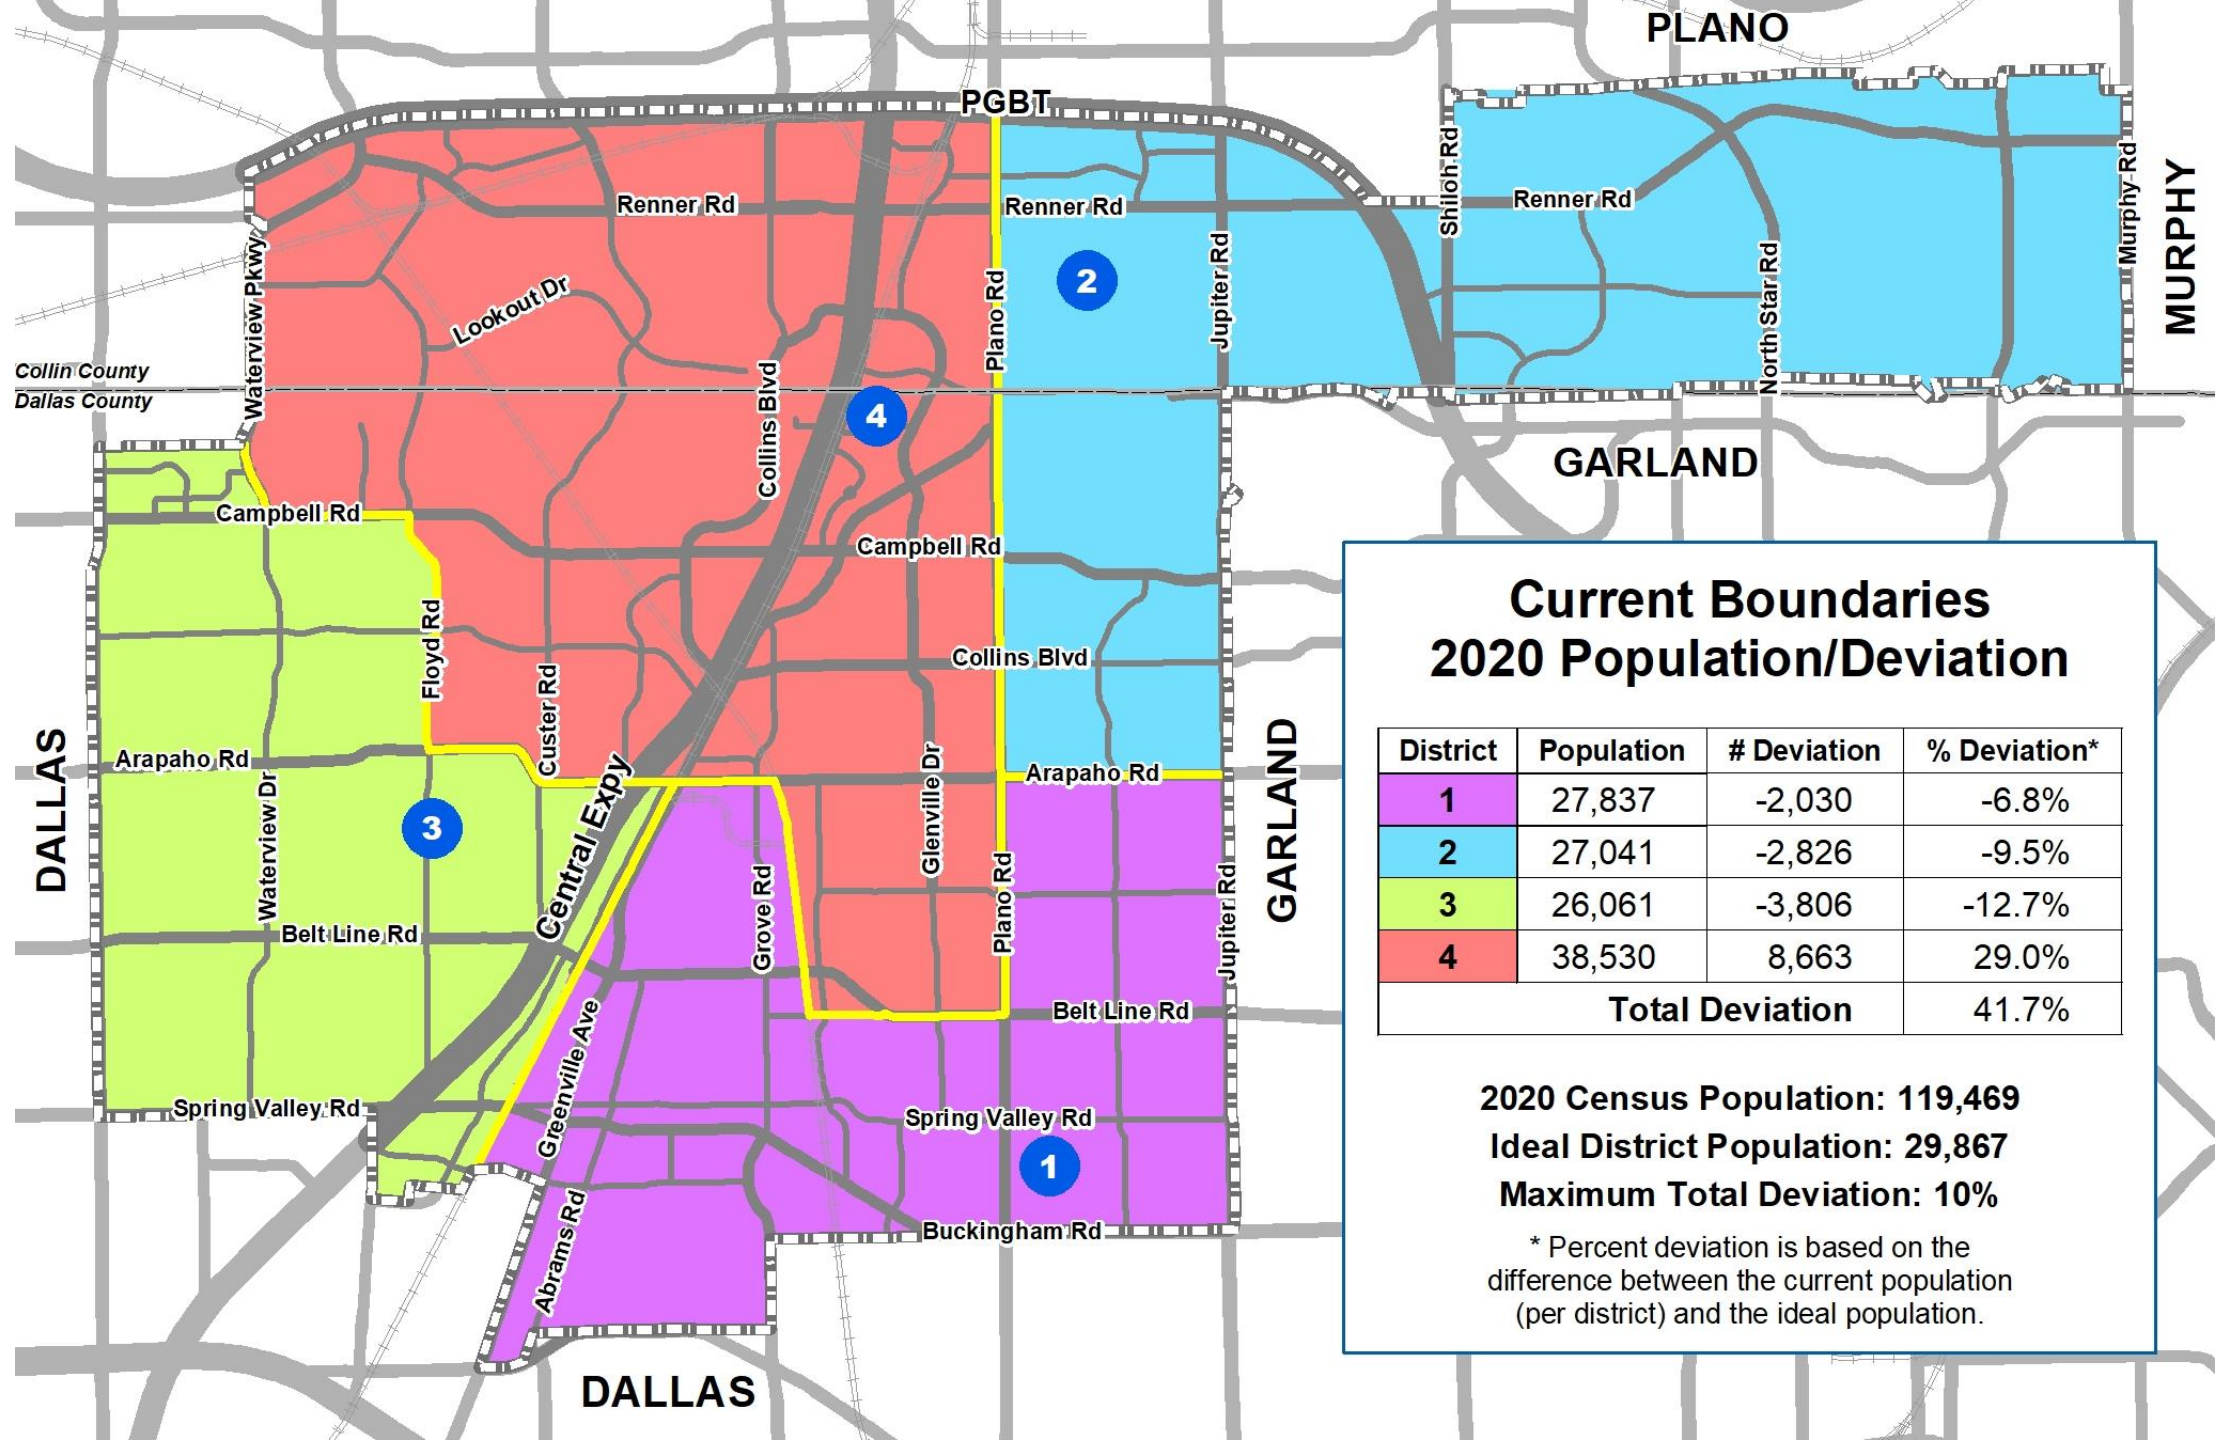 PLANO
PGBT
Renner Rd
Renner Rd
Renner Rd
Shiloh Rd
Murphy Rd
MURPHY
Waterview Pkwy
Lookout Dr
Plano Rd
2
Jupiter Rd
North Star Rd
Collin County
Dallas County
Collins Blvd
4
GARLAND
Campbell Rd
Campbell Rd
Floyd Rd
Custer Rd
Collins Blvd
DALLAS
Arapaho Rd
Waterview Dr
3
Central Expy
Arapaho Rd
Glenville Dr
Grove Rd
Plano Rd
Jupiter Rd
GARLAND
Belt Line Rd
Belt Line Rd
Greenville Ave
Spring Valley Rd
Spring Valley Rd
1
Abrams Rd
Buckingham Rd
DALLAS
Current Boundaries
2020 Population/Deviation
District Population # Deviation % Deviation*
1 27,837 -2,030 -6.8%
2 27,041 -2,826 -9.5%
3 26,061 -3,806 -12.7%
4 38,530 8,663 29.0%
Total Deviation 41.7%
2020 Census Population: 119,469
Ideal District Population: 29,867
Maximum Total Deviation: 10%
* Percent deviation is based on the
difference between the current population
(per district) and the ideal population.